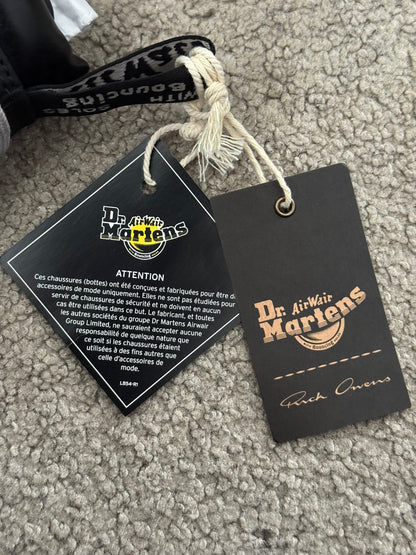 WITH
Bouncing
SOLES
Dr.
AirWair
Martens
ATTENTION
Ces chaussures (bottes) ont été conçues et fabriquées pour être
accessoires de mode uniquement. Elles ne sont pas étudiées pour
servir de chaussures de sécurité et ne doivent en aucun
cas être utilisées dans ce but. Le fabricant, et toutes
les autres sociétés du groupe Dr Martens Airwair
Group Limited, ne sauraient accepter aucune
responsabilité de quelque nature que
ce soit si les chaussures étaient
utilisées à des fins autres que
celle d'accessoires de
mode.
LBS4-R1
Dr.
AirWair
Martens
Rick Owens